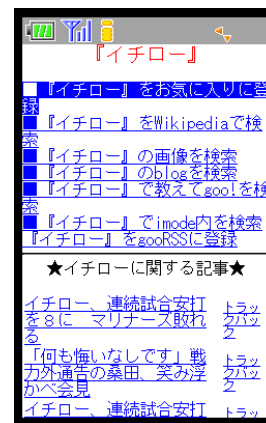 『イチロー』
■『イチロー』をお気に入りに登
録
■『イチロー』をWikipediaで検
索
■『イチロー』の画像を検索
■『イチロー』のblogを検索
■『イチロー』で教えてgoo!を検
索
■『イチロー』でimode内を検索
『イチロー』をgooRSSに登録
★イチローに関する記事★
イチロー、連続試合安打
を８に　マリナーズ敗れ
る
トラッ
クバッ
ク
「何も悔いなしです」戦
力外通告の桑田、笑み浮
かべ会見
トラッ
クバッ
ク
イチロー、連続試合安打
トラッ